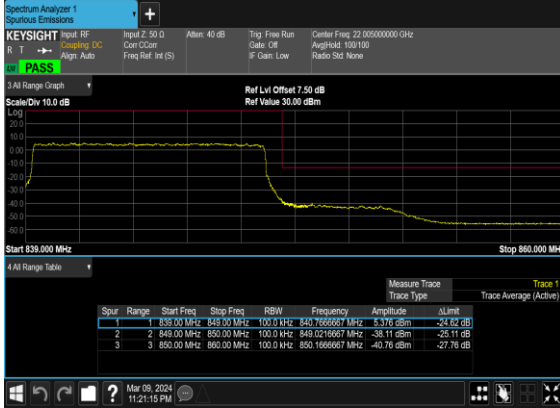 Spectrum Analyzer 1
Spurious Emissions
+
KEYSIGHT Input: RF Input Z: 50 Ω Atten: 40 dB Trig: Free Run Center Freq: 22.005000000 GHz
R T Coupling: DC Corr CCorr Gate: Off Avg|Hold: 100/100
Align: Auto Freq Ref: Int (S) IF Gain: Low Radio Std: None
LXI PASS
3 All Range Graph
Ref Lvl Offset 7.50 dB
Scale/Div 10.0 dB Ref Value 30.00 dBm
Log
20.0
10.0
0.00
-10.0
-20.0
-30.0
-40.0
-50.0
-60.0
Start 839.000 MHz Stop 860.000 MH
4 All Range Table
Measure Trace Trace 1
Trace Type Trace Average (Active)
Spur Range Start Freq Stop Freq RBW Frequency Amplitude ΔLimit
1 1 839.00 MHz 849.00 MHz 100.0 kHz 840.7666667 MHz 5.376 dBm -24.62 dB
2 2 849.00 MHz 850.00 MHz 100.0 kHz 849.0216667 MHz -38.11 dBm -25.11 dB
3 3 850.00 MHz 860.00 MHz 100.0 kHz 850.1666667 MHz -40.76 dBm -27.76 dB
? Mar 09, 2024
11:21:15 PM